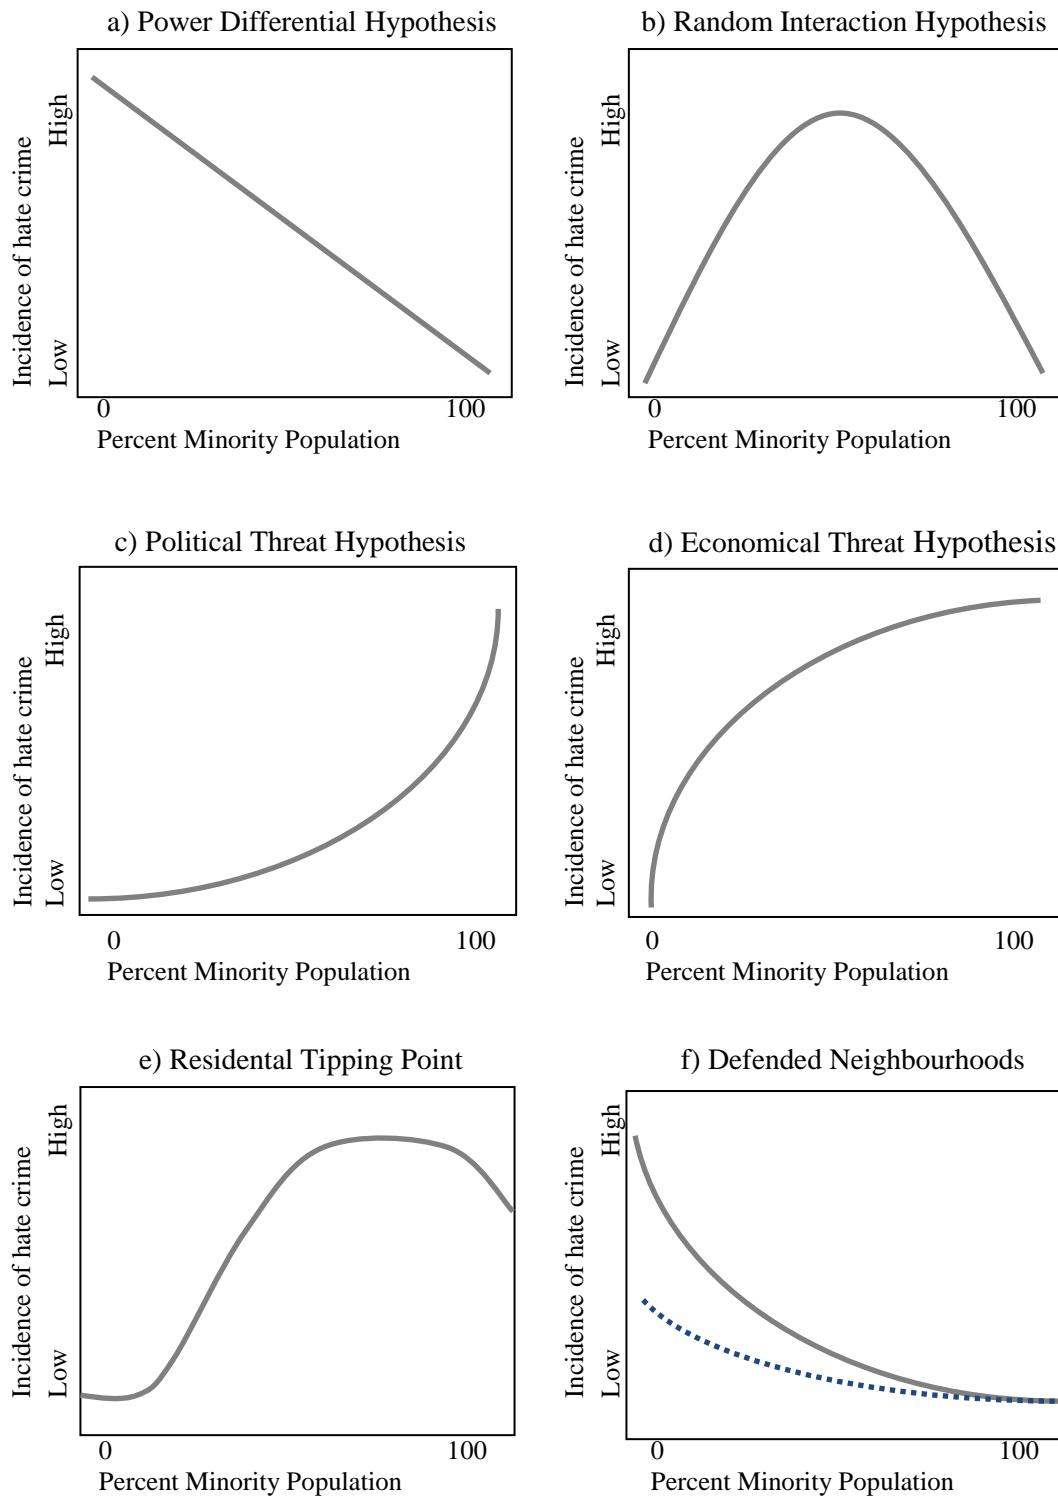 a) Power Differential Hypothesis
Incidence of hate crime
Low High
0 100
Percent Minority Population
b) Random Interaction Hypothesis
Incidence of hate crime
Low High
0 100
Percent Minority Population
c) Political Threat Hypothesis
Incidence of hate crime
Low High
0 100
Percent Minority Population
d) Economical Threat Hypothesis
Incidence of hate crime
Low High
0 100
Percent Minority Population
e) Residental Tipping Point
Incidence of hate crime
Low High
0 100
Percent Minority Population
f) Defended Neighbourhoods
Incidence of hate crime
Low High
0 100
Percent Minority Population